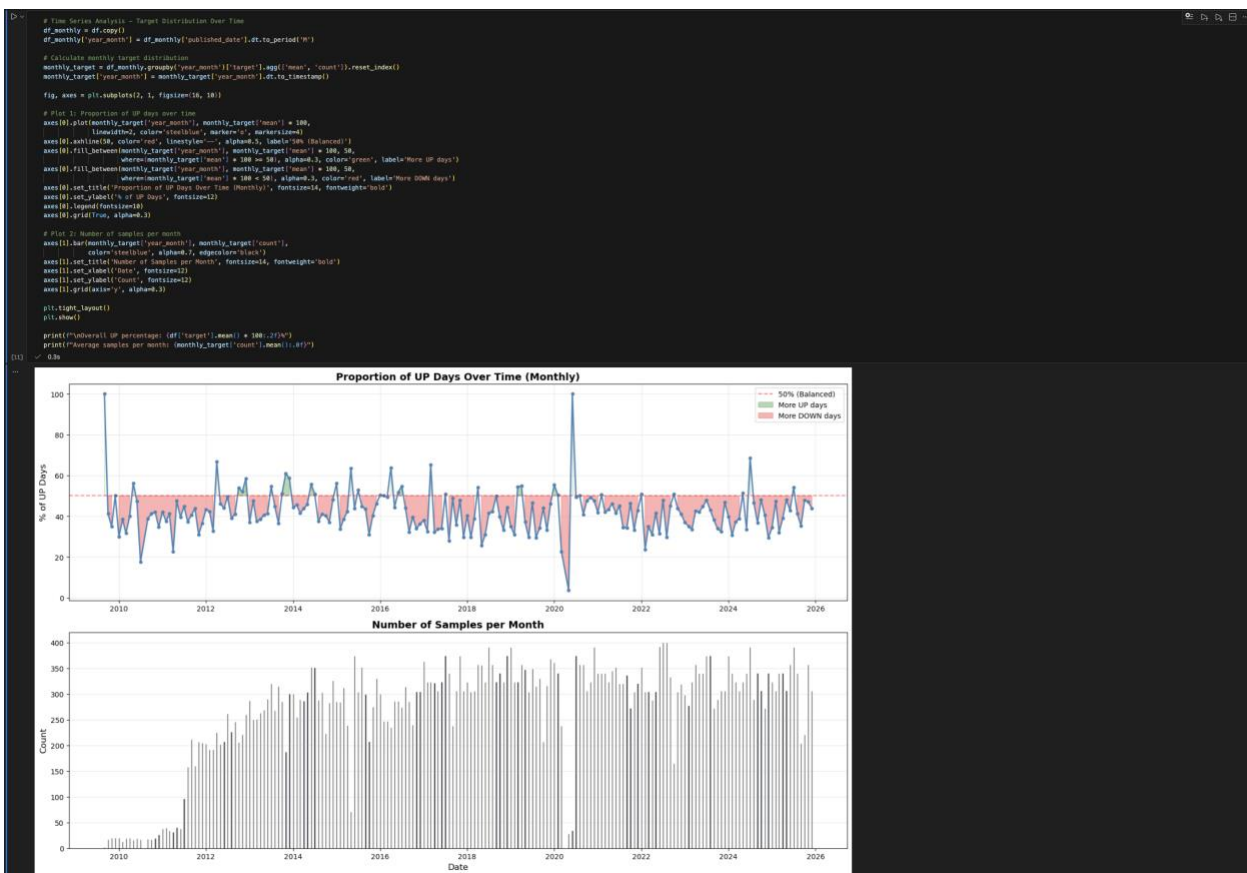 # Time Series Analysis - Target Distribution Over Time
df_monthly = df.copy()
df_monthly['year_month'] = df_monthly['published_date'].dt.to_period('M')
# Calculate monthly target distribution
monthly_target = df_monthly.groupby('year_month')['target'].agg(['mean', 'count']).reset_index()
monthly_target['year_month'] = monthly_target['year_month'].dt.to_timestamp()
fig, axes = plt.subplots(2, 1, figsize=(16, 10))
# Plot 1: Proportion of UP days over time
axes[0].plot(monthly_target['year_month'], monthly_target['mean'] * 100,
linewidth=2, color='steelblue', marker='o', markersize=4)
axes[0].axhline(50, color='red', linestyle='--', alpha=0.5, label='50% (Balanced)')
axes[0].fill_between(monthly_target['year_month'], monthly_target['mean'] * 100, 50,
where=(monthly_target['mean'] * 100 >= 50), alpha=0.3, color='green', label='More UP days')
axes[0].fill_between(monthly_target['year_month'], monthly_target['mean'] * 100, 50,
where=(monthly_target['mean'] * 100 < 50), alpha=0.3, color='red', label='More DOWN days')
axes[0].set_title('Proportion of UP Days Over Time (Monthly)', fontsize=14, fontweight='bold')
axes[0].set_ylabel('% of UP Days', fontsize=12)
axes[0].legend(fontsize=10)
axes[0].grid(True, alpha=0.3)
# Plot 2: Number of samples per month
axes[1].bar(monthly_target['year_month'], monthly_target['count'],
color='steelblue', alpha=0.7, edgecolor='black')
axes[1].set_title('Number of Samples per Month', fontsize=14, fontweight='bold')
axes[1].set_xlabel('Date', fontsize=12)
axes[1].set_ylabel('Count', fontsize=12)
axes[1].grid(axis='y', alpha=0.3)
plt.tight_layout()
plt.show()
print(f"\nOverall UP percentage: {df['target'].mean() * 100:.2f}%")
print(f"Average samples per month: {monthly_target['count'].mean():.0f}")
[11]
0.8s
Proportion of UP Days Over Time (Monthly)
50% (Balanced)
More UP days
More DOWN days
% of UP Days
100
80
60
40
20
0
2010 2012 2014 2016 2018 2020 2022 2024 2026
Number of Samples per Month
Count
400
350
300
250
200
150
100
50
0
2010 2012 2014 2016 2018 2020 2022 2024 2026
Date